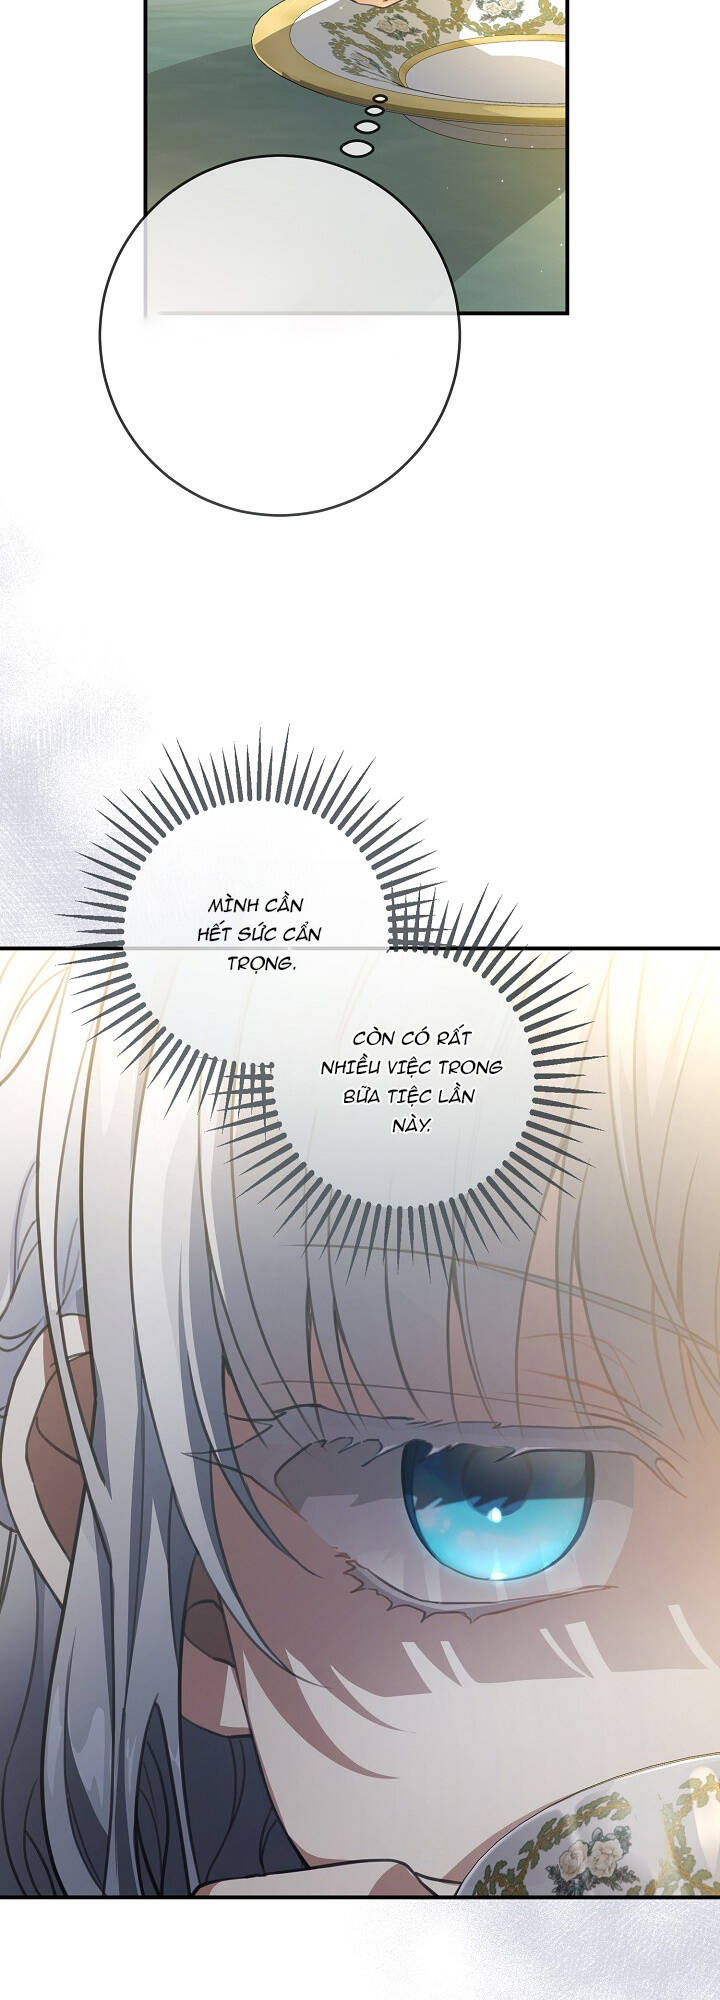 MÌNH CẦN
HẾT SỨC CẨN
TRỌNG.
CÒN CÓ RẤT
NHIỀU VIỆC TRONG
BỮA TIỆC LẦN
NÀY.